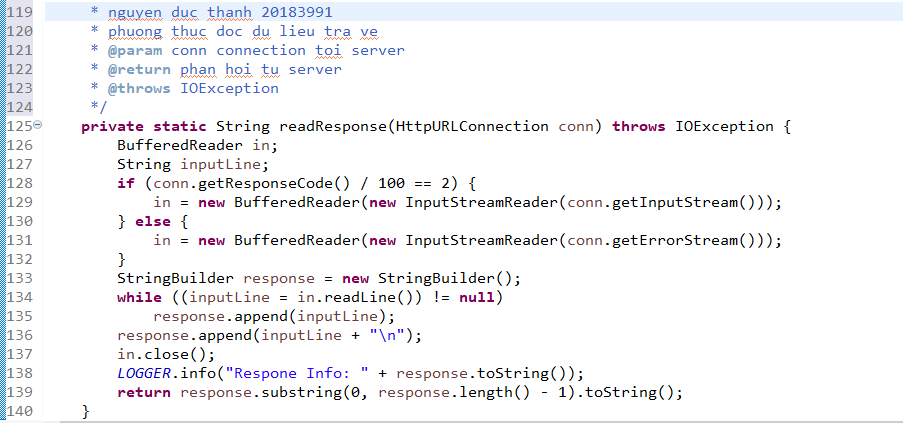 119 * nguyen duc thanh 20183991
120 * phuong thuc doc du lieu tra ve
121 * @param conn connection toi server
122 * @return phan hoi tu server
123 * @throws IOException
124 */
125 private static String readResponse(HttpURLConnection conn) throws IOException {
126 BufferedReader in;
127 String inputLine;
128 if (conn.getResponseCode() / 100 == 2) {
129 in = new BufferedReader(new InputStreamReader(conn.getInputStream()));
130 } else {
131 in = new BufferedReader(new InputStreamReader(conn.getErrorStream()));
132 }
133 StringBuilder response = new StringBuilder();
134 while ((inputLine = in.readLine()) != null)
135 response.append(inputLine);
136 response.append(inputLine + "\n");
137 in.close();
138 LOGGER.info("Respone Info: " + response.toString());
139 return response.substring(0, response.length() - 1).toString();
140 }